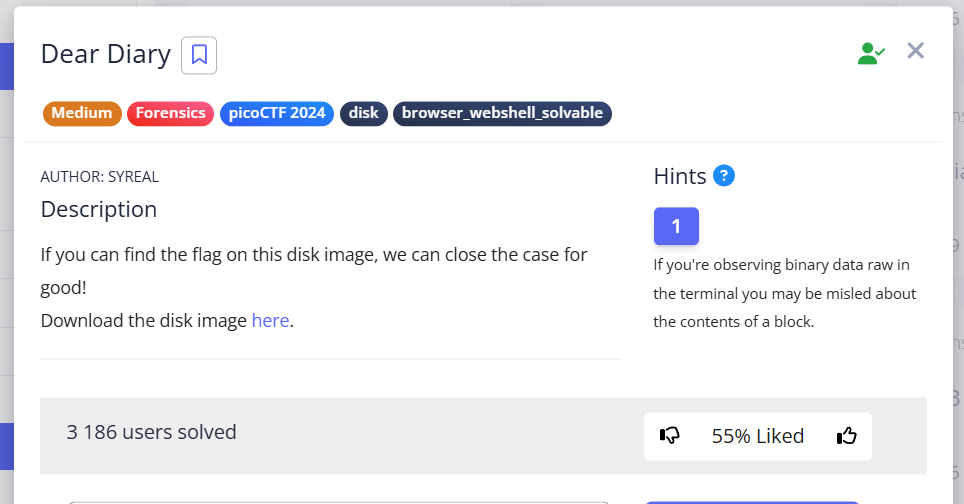 Dear Diary
Medium Forensics picoCTF 2024 disk browser_webshell_solvable
AUTHOR: SYREAL
Description
If you can find the flag on this disk image, we can close the case for
good!
Download the disk image here.
Hints ?
1
If you're observing binary data raw in
the terminal you may be misled about
the contents of a block.
3 186 users solved
55% Liked